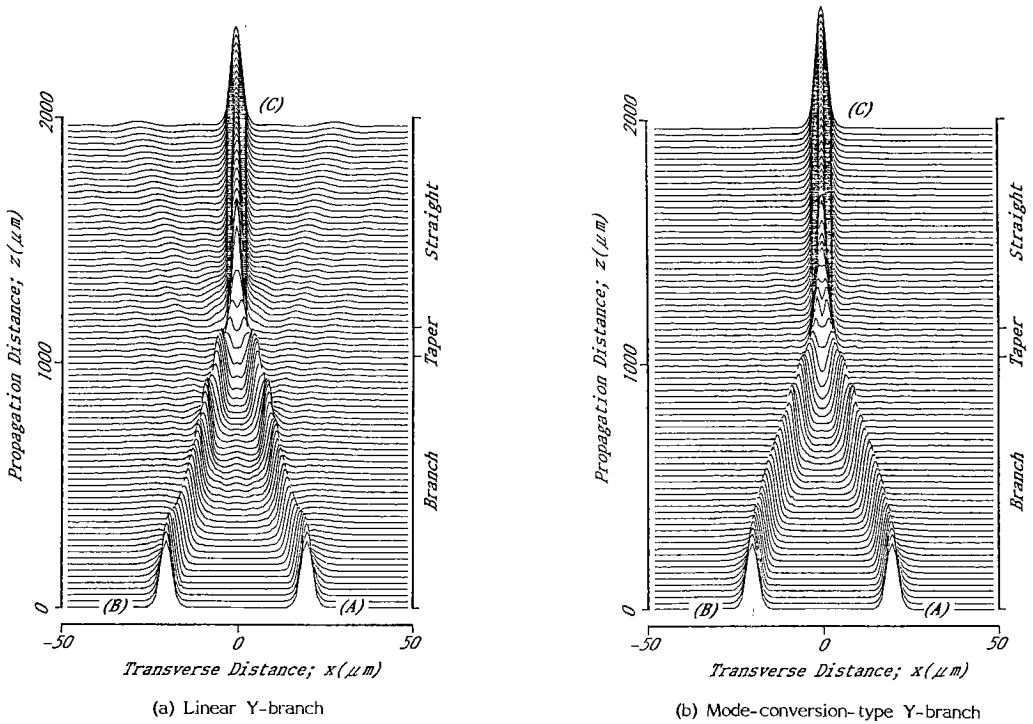 2000
1000
0
Propagation Distance; z(μm)
(C)
(B)
(A)
Straight
Taper
Branch
-50
0
50
Transverse Distance; x(μm)
(a) Linear Y-branch
2000
1000
0
Propagation Distance; z(μm)
(C)
(B)
(A)
Straight
Taper
Branch
-50
0
50
Transverse Distance; x(μm)
(b) Mode-conversion-type Y-branch